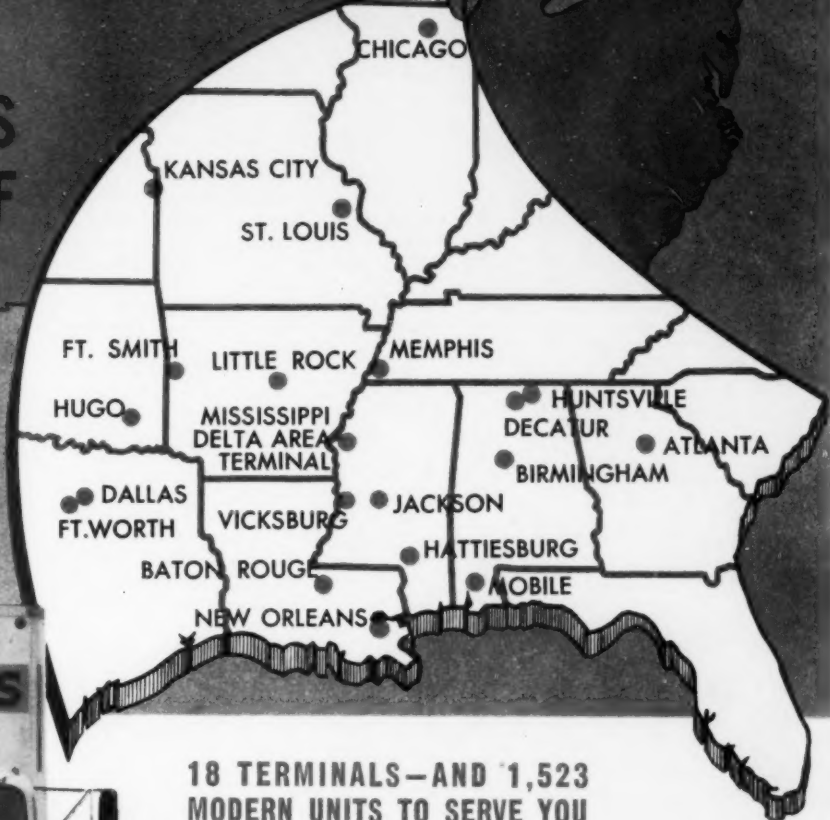 S
F
CHICAGO
KANSAS CITY
ST. LOUIS
FT. SMITH
LITTLE ROCK
MEMPHIS
HUGO
MISSISSIPPI
DELTA AREA
TERMINAL
HUNTSVILLE
DECATUR
ATLANTA
BIRMINGHAM
DALLAS
FT.WORTH
VICKSBURG
JACKSON
HATTIESBURG
BATON ROUGE
MOBILE
NEW ORLEANS
S
18 TERMINALS—AND 1,523
MODERN UNITS TO SERVE YOU